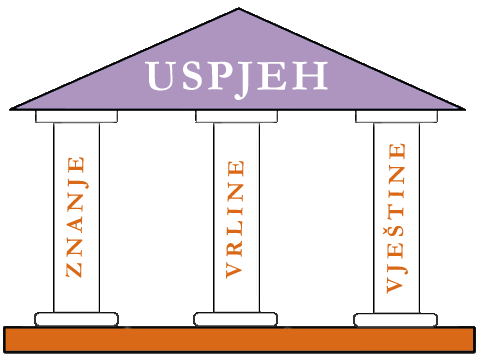 USPJEH
ZNANJE
VRLINE
VJEŠTINE